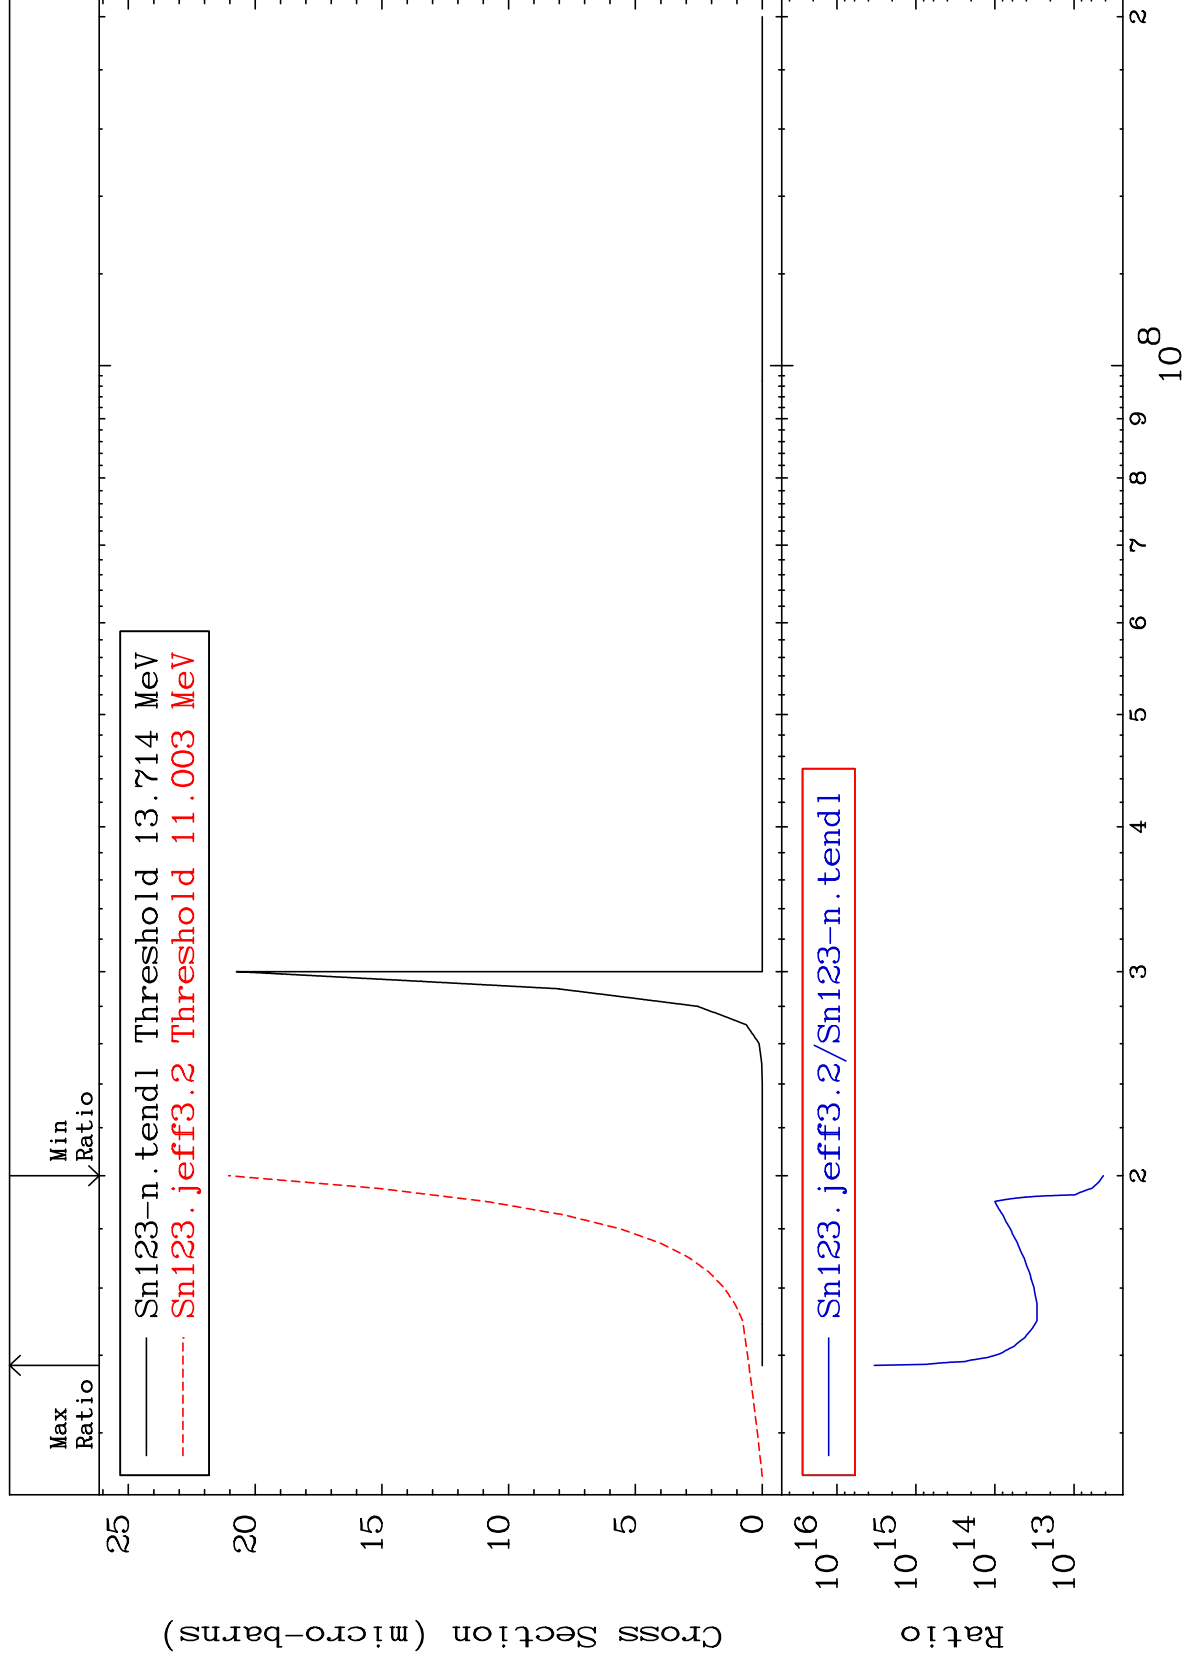 Max
Ratio
Min
Ratio
Sn123-n.tendl Threshold 13.714 MeV
Sn123.jeff3.2 Threshold 11.003 MeV
Cross Section (micro-barns)
25
20
15
10
5
0
Sn123.jeff3.2/Sn123-n.tendl
Ratio
10^16
10^15
10^14
10^13
2 3 4 5 6 7 8 9 10^8 2